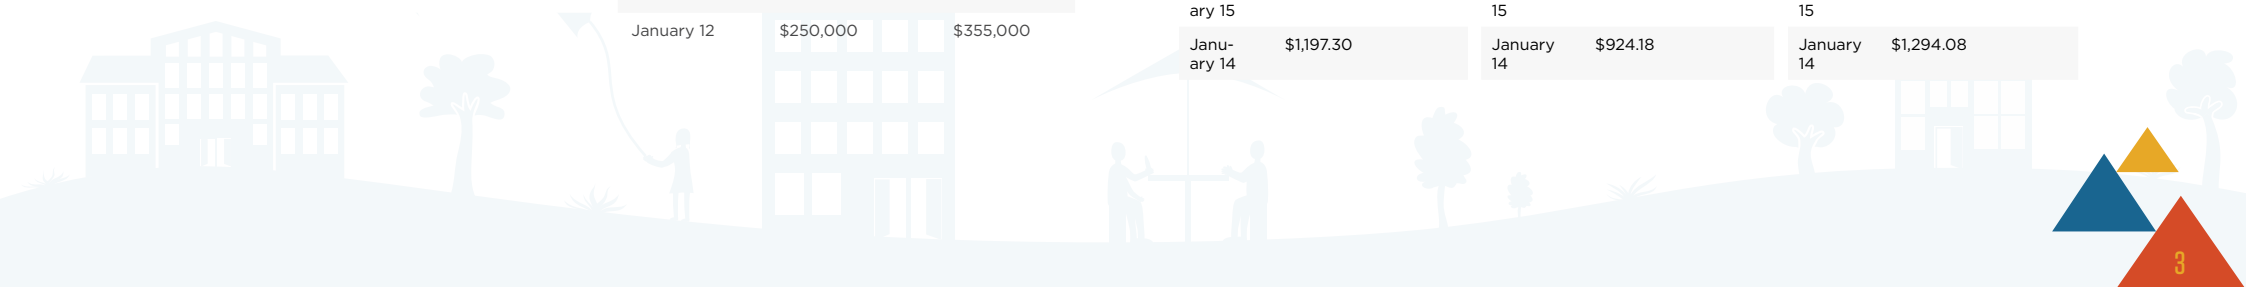 January 12 $250,000 $355,000
ary 15
Janu- $1,197.30
ary 14
15
January $924.18
14
15
January $1,294.08
14
3